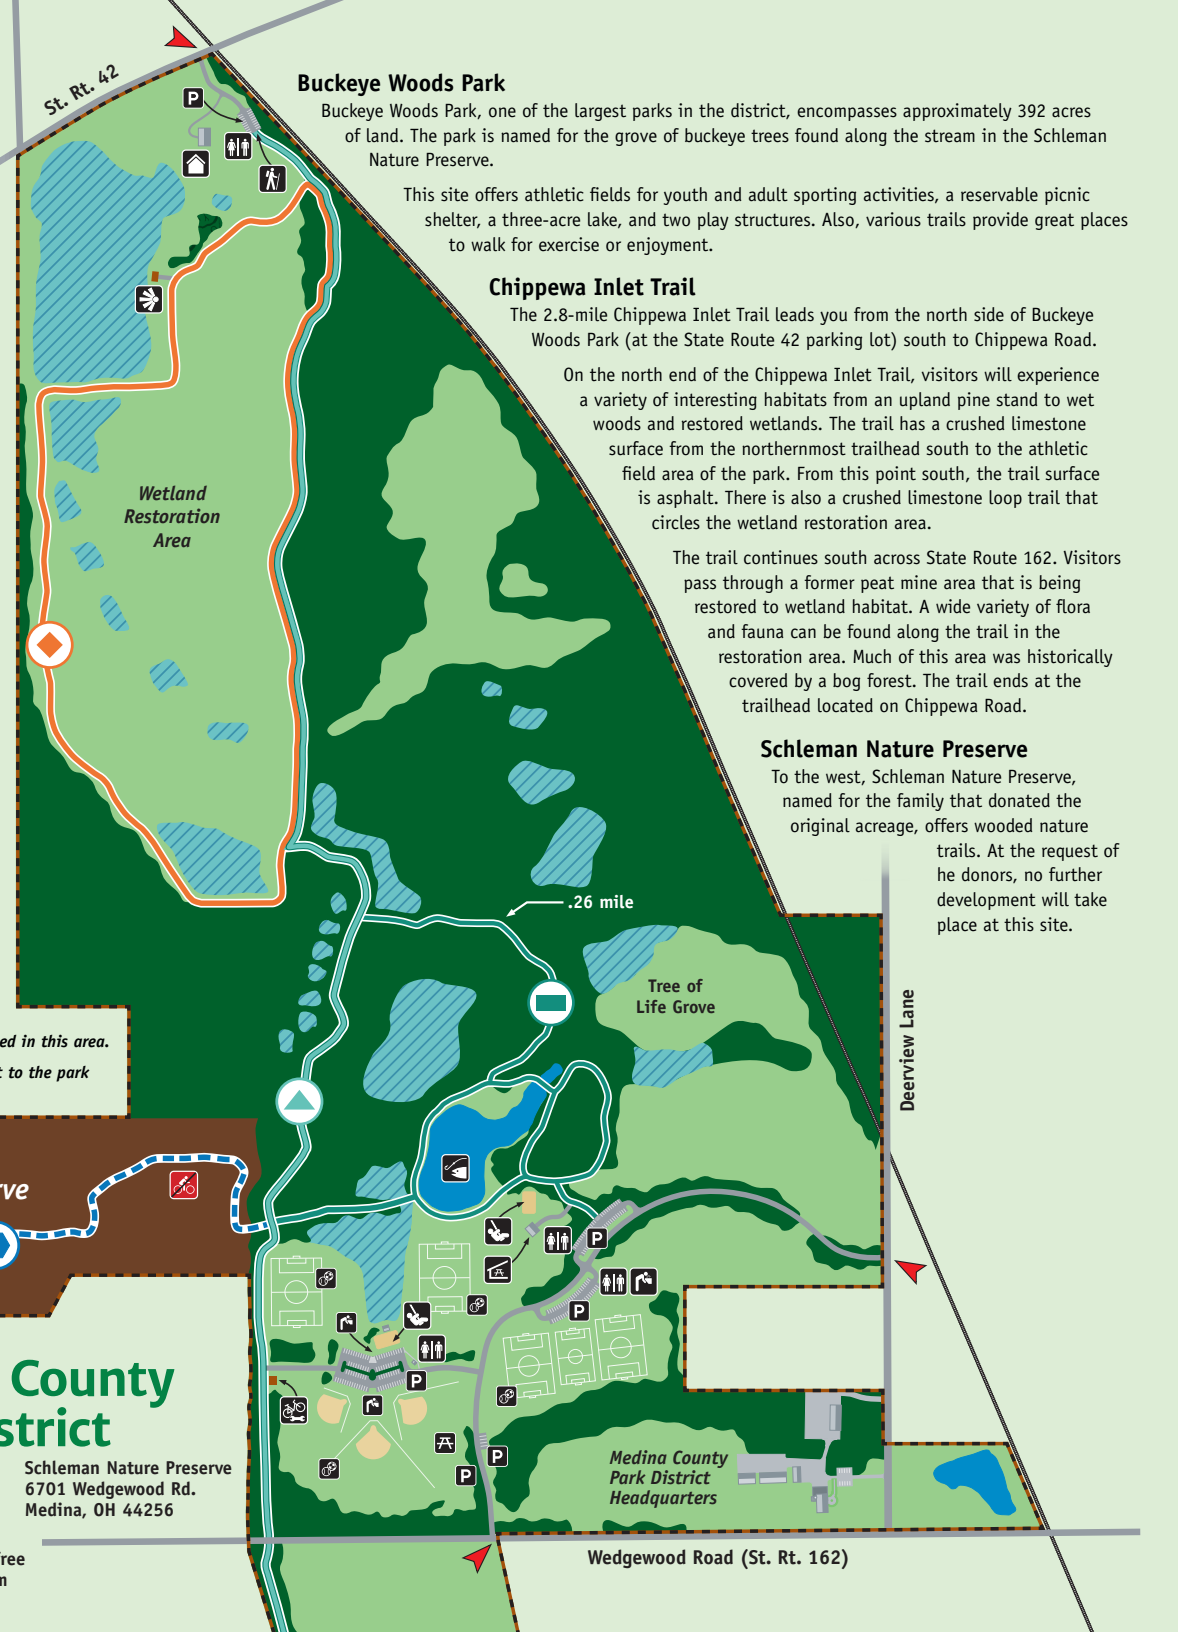 St. Rt. 42
Buckeye Woods Park
Buckeye Woods Park, one of the largest parks in the district, encompasses approximately 392 acres
of land. The park is named for the grove of buckeye trees found along the stream in the Schleman
Nature Preserve.
This site offers athletic fields for youth and adult sporting activities, a reservable picnic
shelter, a three-acre lake, and two play structures. Also, various trails provide great places
to walk for exercise or enjoyment.
Chippewa Inlet Trail
The 2.8-mile Chippewa Inlet Trail leads you from the north side of Buckeye
Woods Park (at the State Route 42 parking lot) south to Chippewa Road.
On the north end of the Chippewa Inlet Trail, visitors will experience
a variety of interesting habitats from an upland pine stand to wet
woods and restored wetlands. The trail has a crushed limestone
surface from the northernmost trailhead south to the athletic
field area of the park. From this point south, the trail surface
is asphalt. There is also a crushed limestone loop trail that
circles the wetland restoration area.
The trail continues south across State Route 162. Visitors
pass through a former peat mine area that is being
restored to wetland habitat. A wide variety of flora
and fauna can be found along the trail in the
restoration area. Much of this area was historically
covered by a bog forest. The trail ends at the
trailhead located on Chippewa Road.
Schleman Nature Preserve
To the west, Schleman Nature Preserve,
named for the family that donated the
original acreage, offers wooded nature
trails. At the request of
he donors, no further
development will take
place at this site.
P
Wetland
Restoration
Area
.26 mile
Tree of
Life Grove
Deerview Lane
ed in this area.
t to the park
rve
P
P
P
P
P
County
strict
Schleman Nature Preserve
6701 Wedgewood Rd.
Medina, OH 44256
Medina County
Park District
Headquarters
ree
m
Wedgewood Road (St. Rt. 162)